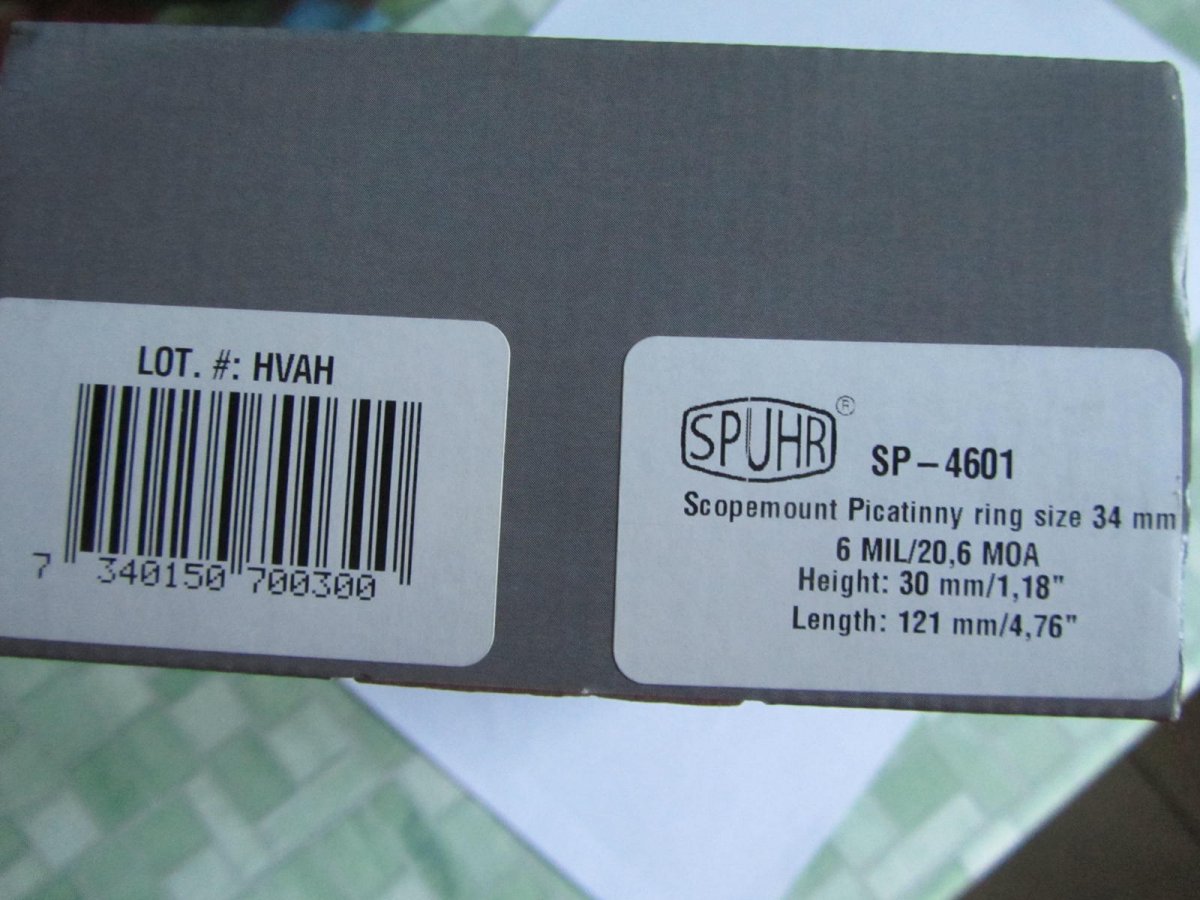 LOT. #: HVAH
7 340150 700300
SPUHR ® SP-4601
Scopemount Picatinny ring size 34 mm
6 MIL/20,6 MOA
Height: 30 mm/1,18"
Length: 121 mm/4,76"